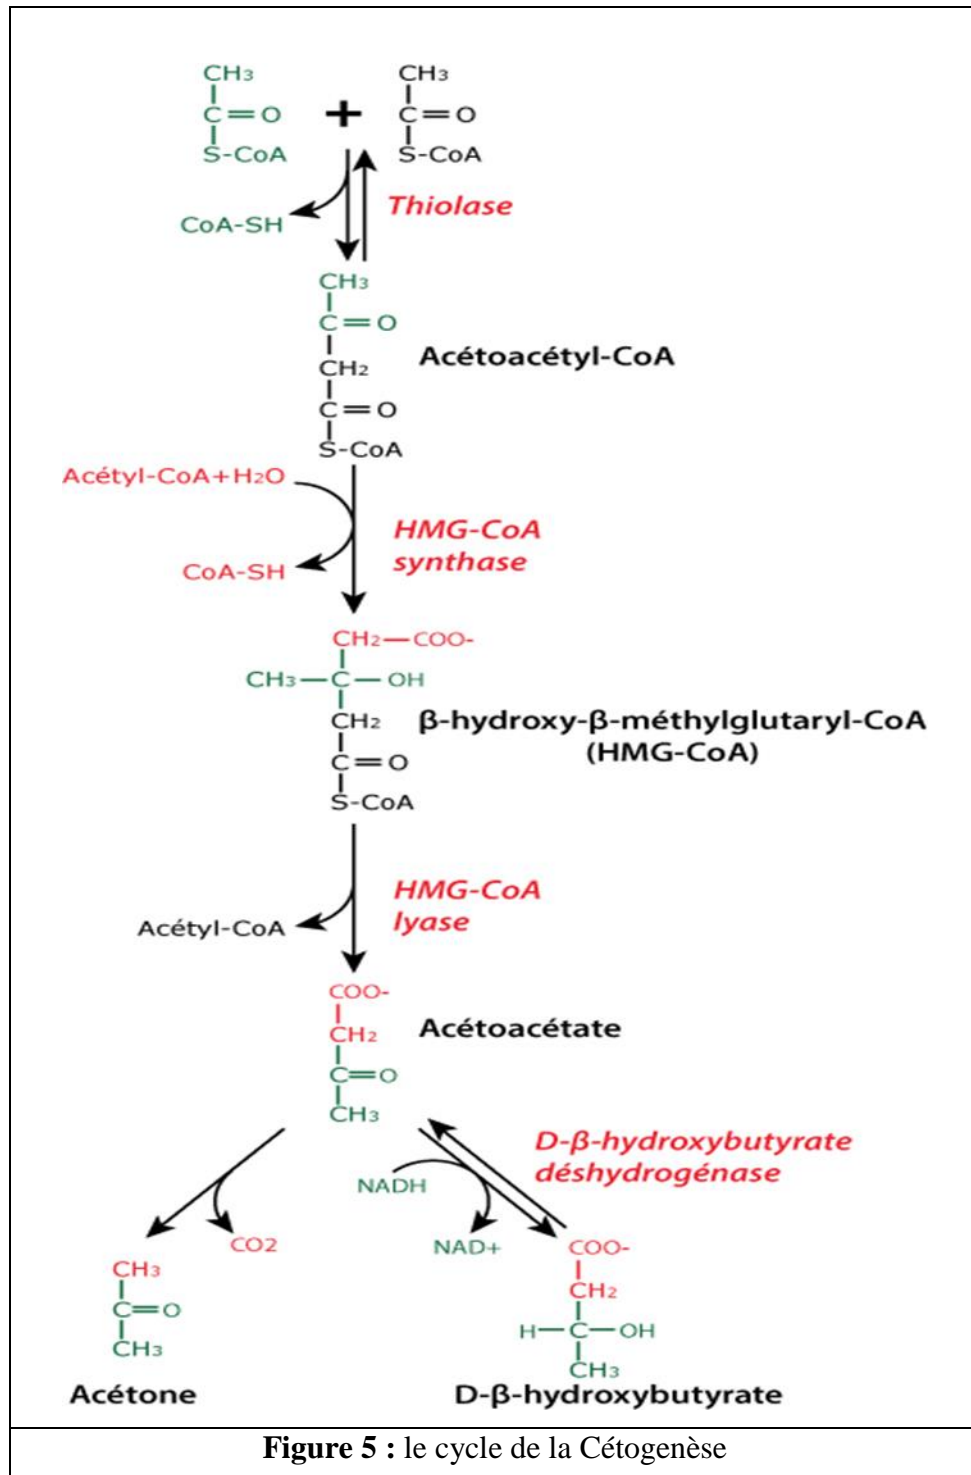 CH3 CH3
C=O + C=O
S-CoA S-CoA
CoA-SH Thiolase
CH3
C=O
CH2
C=O
S-CoA
Acétoacétyl-CoA
Acétyl-CoA+H2O
HMG-CoA
synthase
CoA-SH
CH2—COO-
CH3—C—OH
CH2
C=O
S-CoA
β-hydroxy-β-méthylglutaryl-CoA
(HMG-CoA)
HMG-CoA
lyase
Acétyl-CoA
COO-
CH2
C=O
CH3
Acétoacétate
D-β-hydroxybutyrate
déshydrogénase
NADH
NAD+
CO2
CH3
C=O
CH3
Acétone
COO-
CH2
H—C—OH
CH3
D-β-hydroxybutyrate
Figure 5 : le cycle de la Cétogenèse